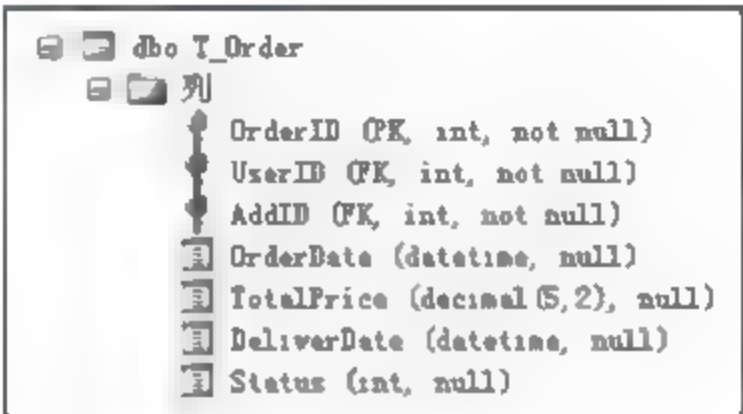 dbo T_Order
列
OrderID (PK, int, not null)
UserID (FK, int, not null)
AddID (FK, int, not null)
OrderDate (datetime, null)
TotalPrice (decimal(5,2), null)
DeliverDate (datetime, null)
Status (int, null)